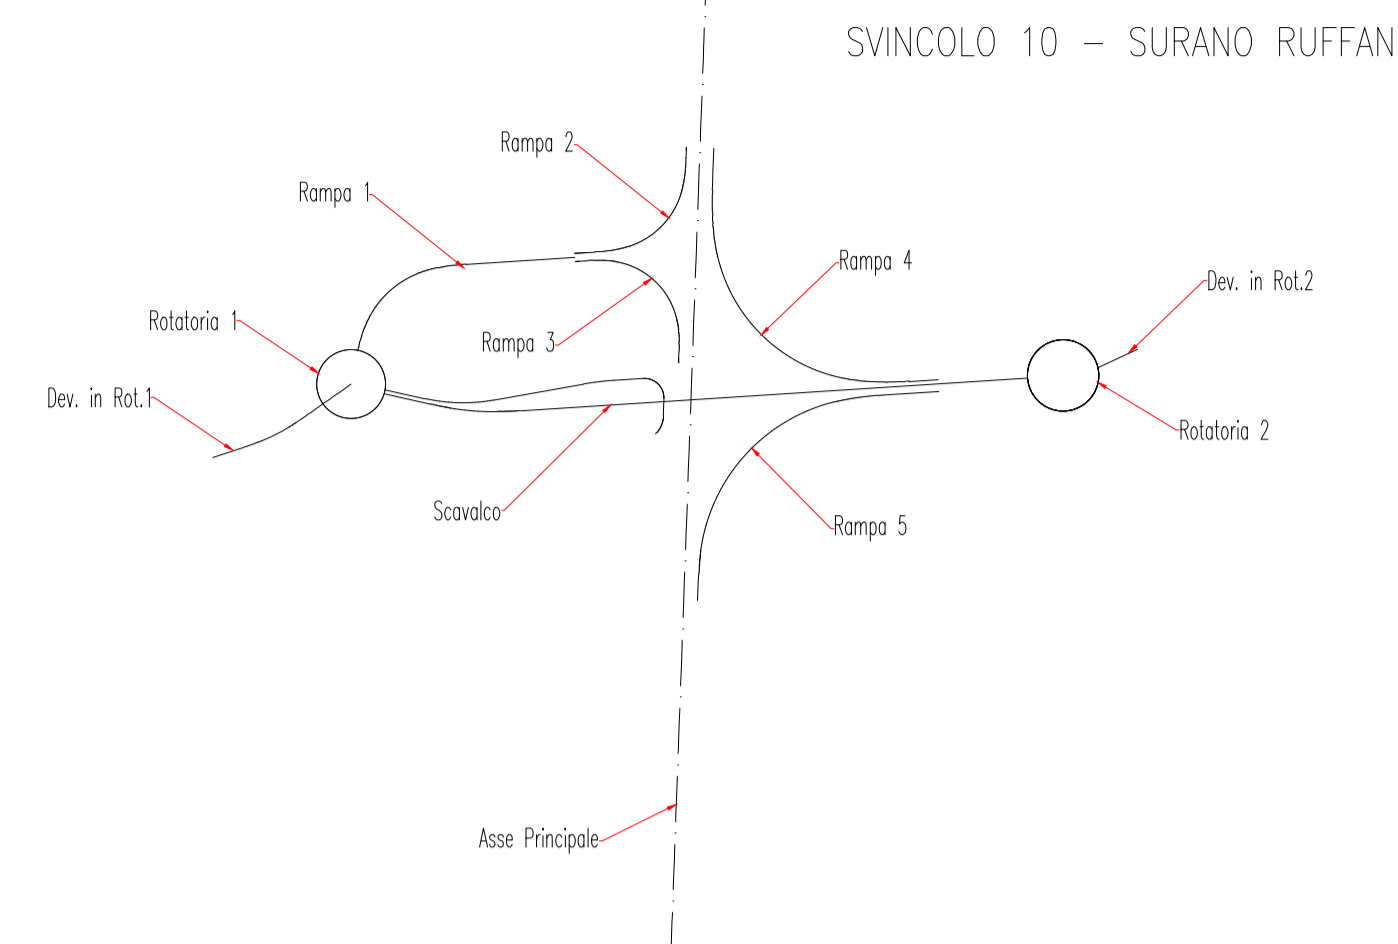 SVINCOLO 10 – SURANO RUFFAN
Rampa 2
Rampa 1
Rampa 4
Dev. in Rot.2
Rotatoria 1
Rampa 3
Dev. in Rot.1
Rotatoria 2
Scavalco
Rampa 5
Asse Principale